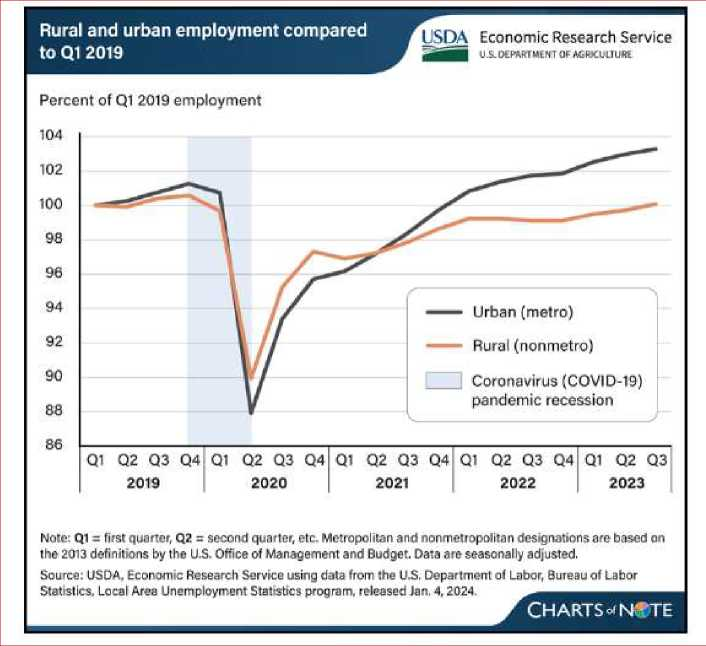 Rural and urban employment compared
to Q1 2019
USDA
Economic Research Service
U.S. DEPARTMENT OF AGRICULTURE
Percent of Q1 2019 employment
104
102
100
98
96
94
92
90
88
86
Urban (metro)
Rural (nonmetro)
Coronavirus (COVID-19)
pandemic recession
Q1 Q2 Q3 Q4 Q1 Q2 Q3 Q4 Q1 Q2 Q3 Q4 Q1 Q2 Q3 Q4 Q1 Q2 Q3
2019 2020 2021 2022 2023
Note: Q1 = first quarter, Q2 = second quarter, etc. Metropolitan and nonmetropolitan designations are based on
the 2013 definitions by the U.S. Office of Management and Budget. Data are seasonally adjusted.
Source: USDA, Economic Research Service using data from the U.S. Department of Labor, Bureau of Labor
Statistics, Local Area Unemployment Statistics program, released Jan. 4, 2024.
CHARTS of NOTE